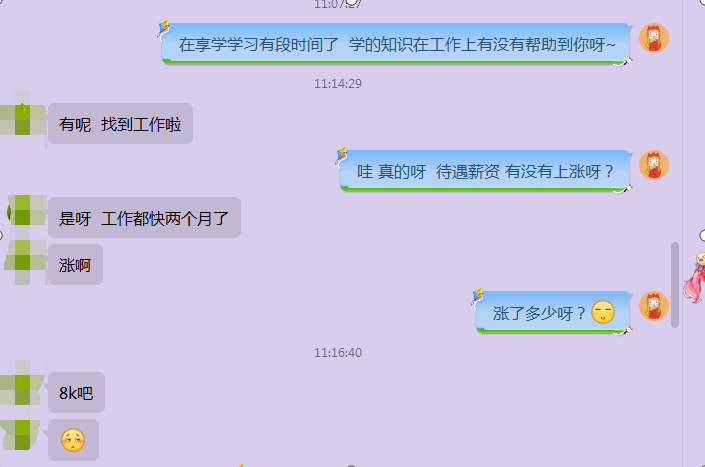 11:07:27
在享学学习有段时间了 学的知识在工作上有没有帮助到你呀~
11:14:29
有呢 找到工作啦
哇 真的呀 待遇薪资 有没有上涨呀？
是呀 工作都快两个月了
涨啊
涨了多少呀？
11:16:40
8k吧